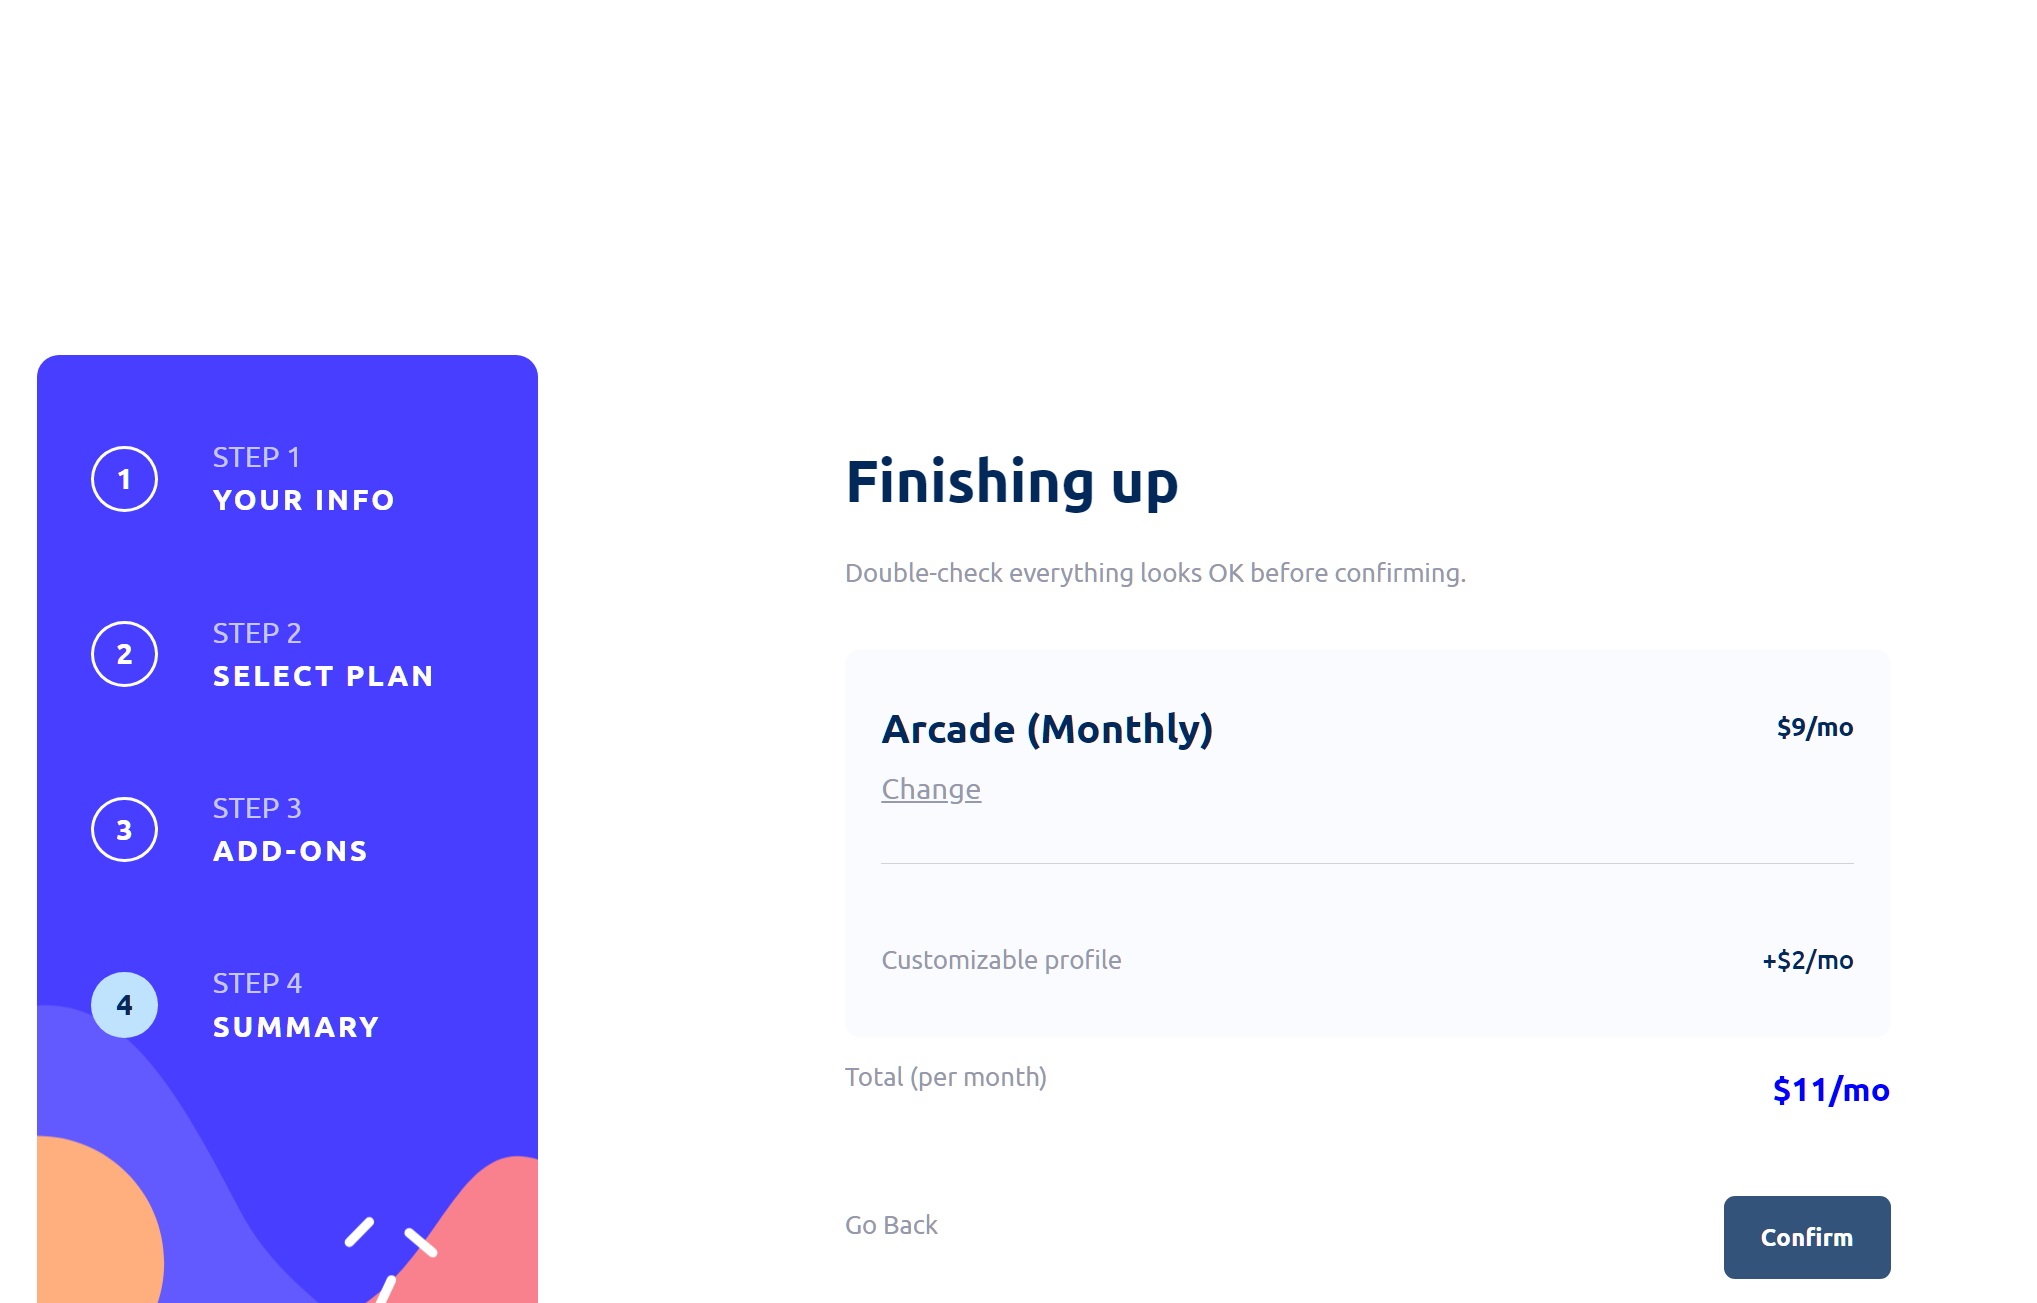 1
STEP 1
YOUR INFO
2
STEP 2
SELECT PLAN
3
STEP 3
ADD-ONS
4
STEP 4
SUMMARY
Finishing up
Double-check everything looks OK before confirming.
Arcade (Monthly)
$9/mo
Change
Customizable profile
+$2/mo
Total (per month)
$11/mo
Go Back
Confirm